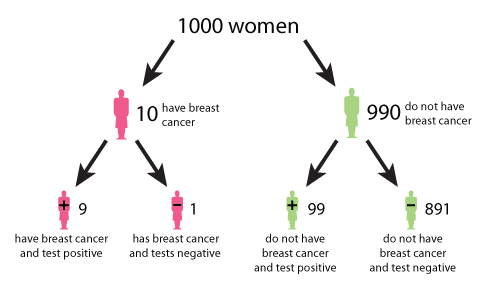 1000 women
10 have breast
cancer
990 do not have
breast cancer
+ 9
- 1
+ 99
- 891
have breast cancer
and test positive
has breast cancer
and tests negative
do not have
breast cancer
and test positive
do not have
breast cancer
and test negative